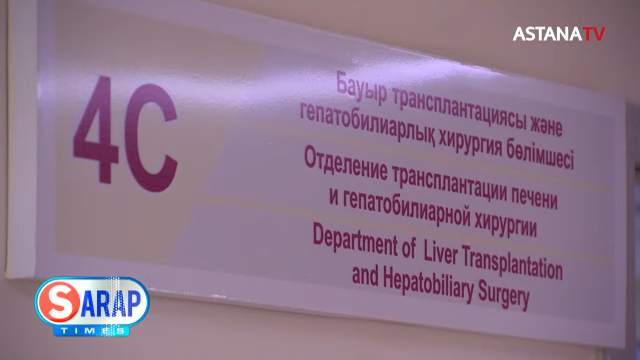 ASTANATV
4C
Бауыр трансплантациясы және
гепатобилиарлық хирургия бөлімшесі
Отделение трансплантации печени
и гепатобилиарной хирургии
Department of Liver Transplantation
and Hepatobiliary Surgery
SARAP
TIMES